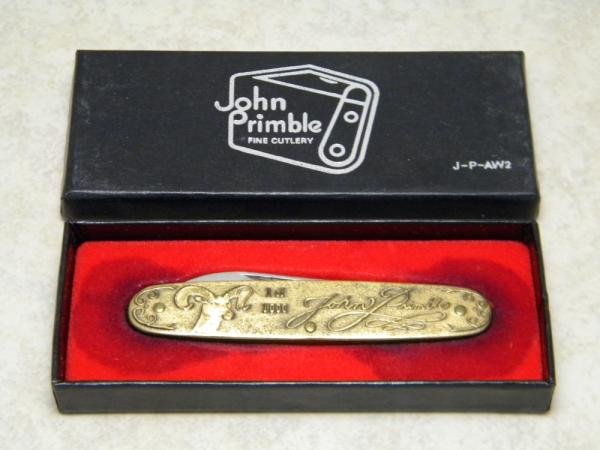 John
Primble
FINE CUTLERY
J-P-AW2
John Primble